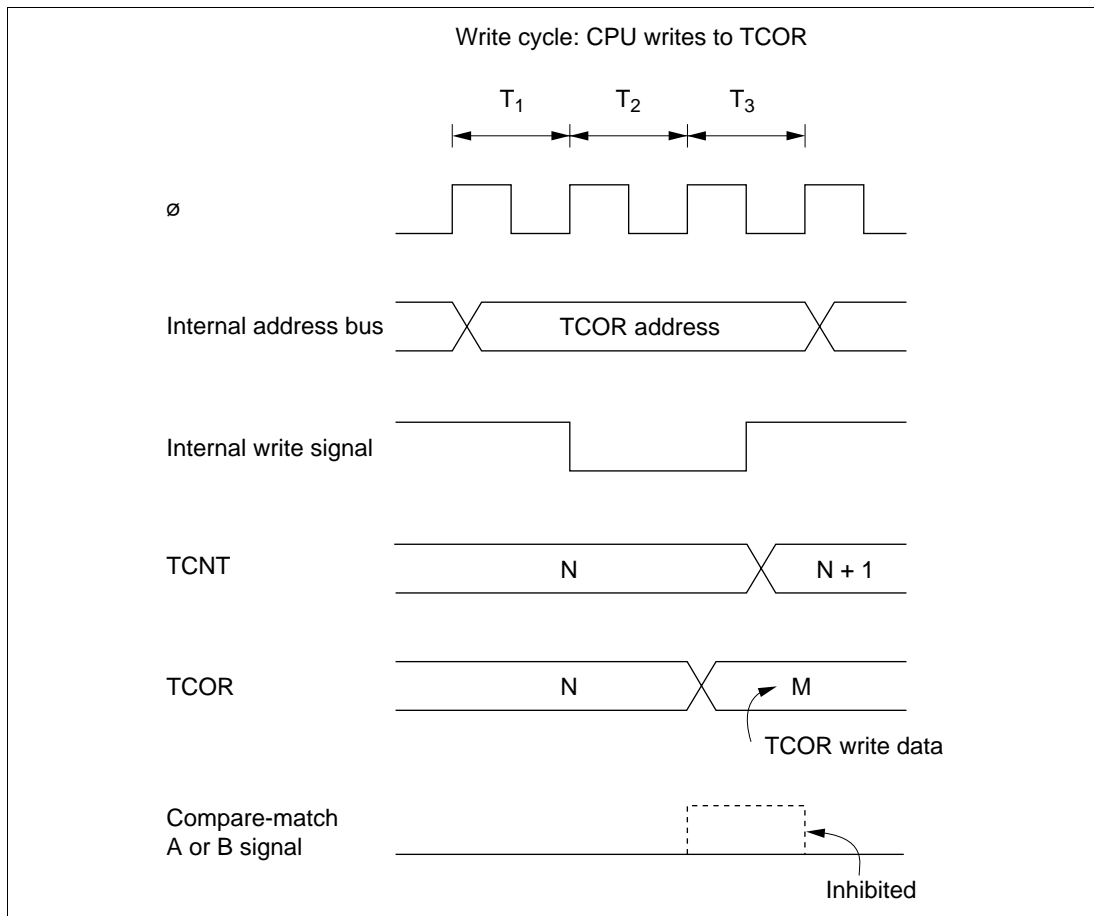 Write cycle: CPU writes to TCOR
T1 T2 T3
ø
Internal address bus
TCOR address
Internal write signal
TCNT
N
N + 1
TCOR
N
M
TCOR write data
Compare-match
A or B signal
Inhibited